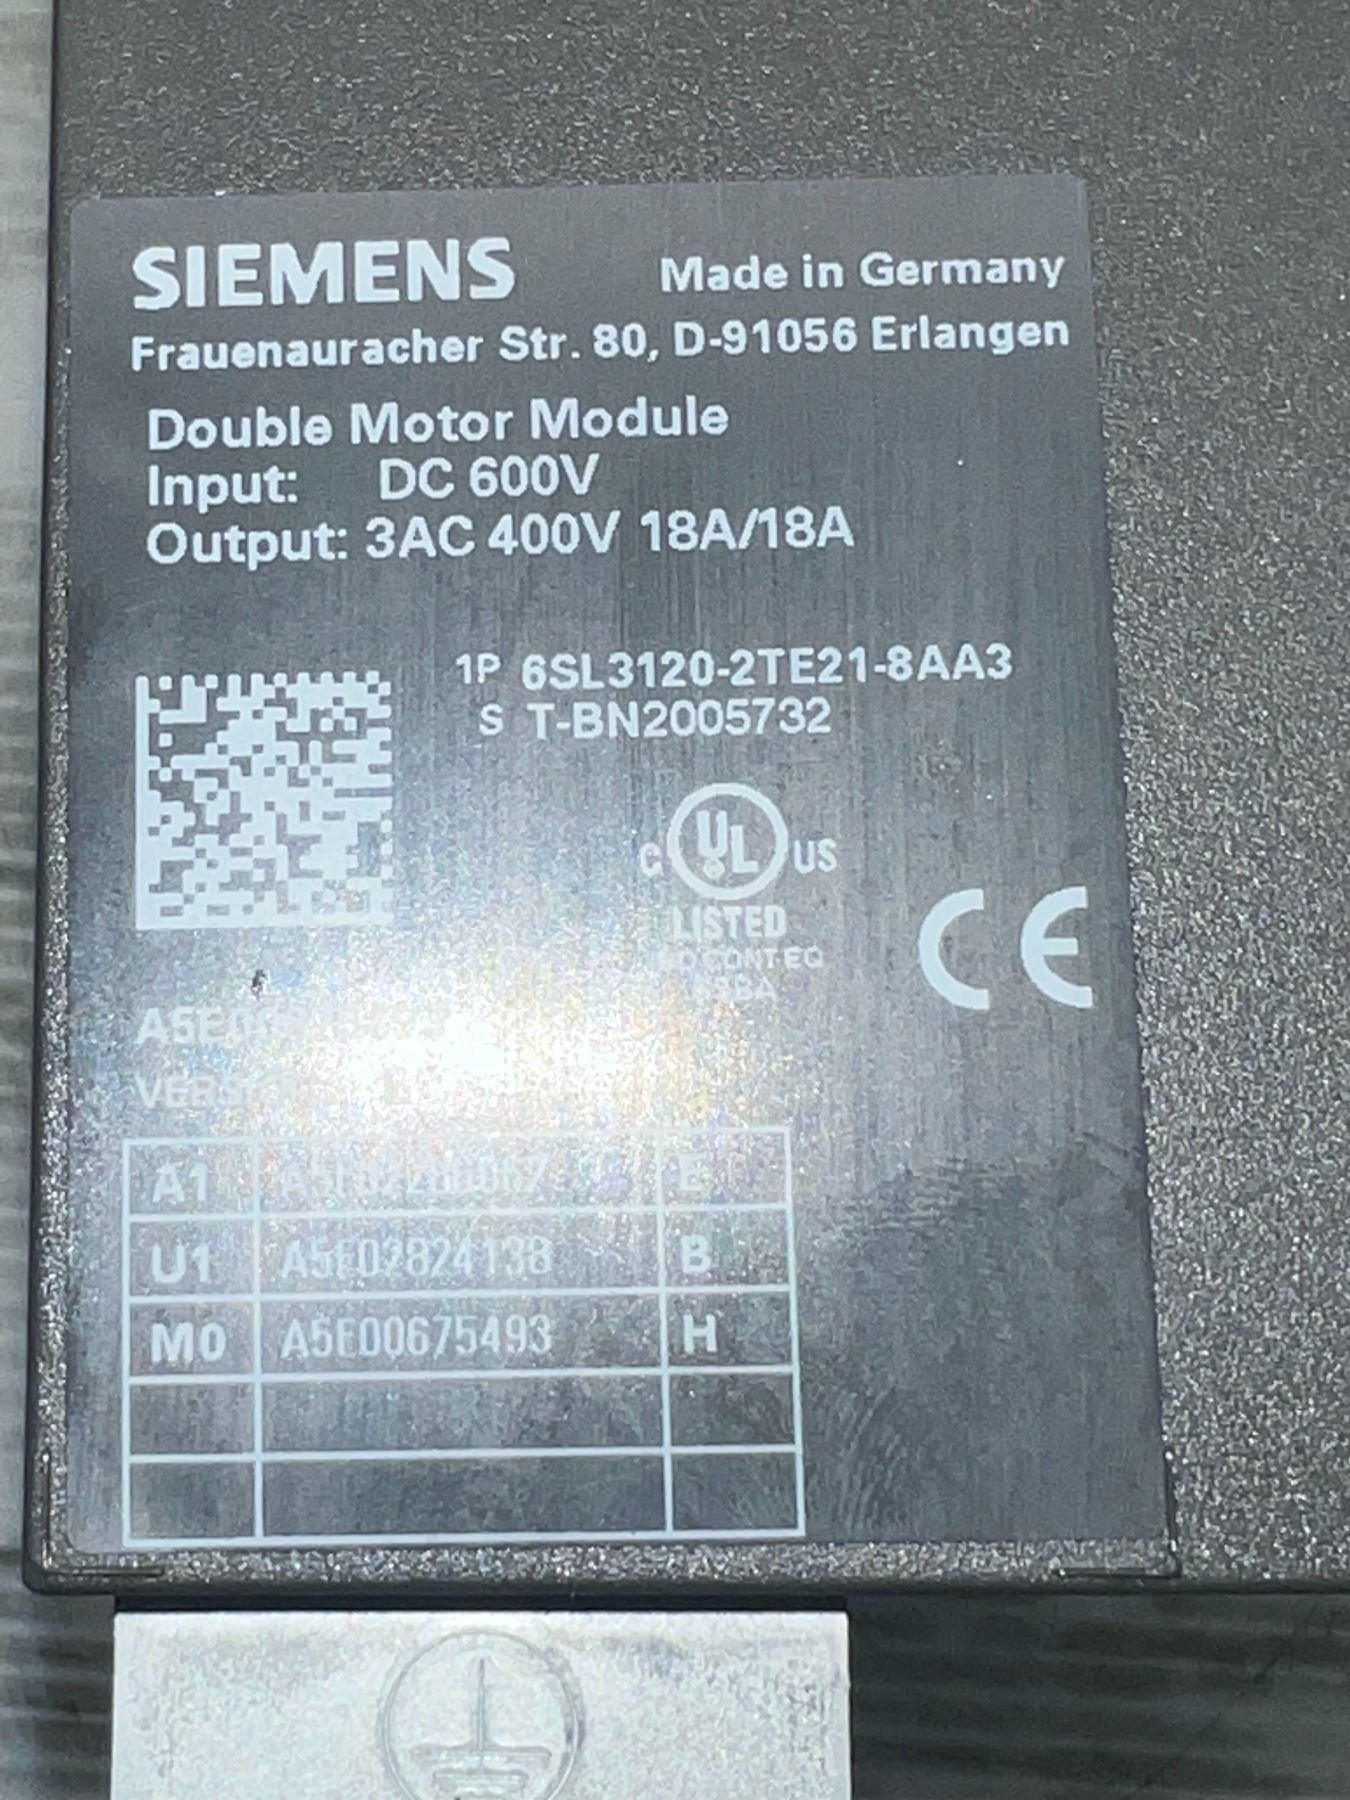 SIEMENS Made in Germany
Frauenauracher Str. 80, D-91056 Erlangen
Double Motor Module
Input: DC 600V
Output: 3AC 400V 18A/18A
1P 6SL3120-2TE21-8AA3
S T-BN2005732
C UL US
LISTED
CE
A1 E
U1 A5E02824138 B
M0 A5E00675493 H